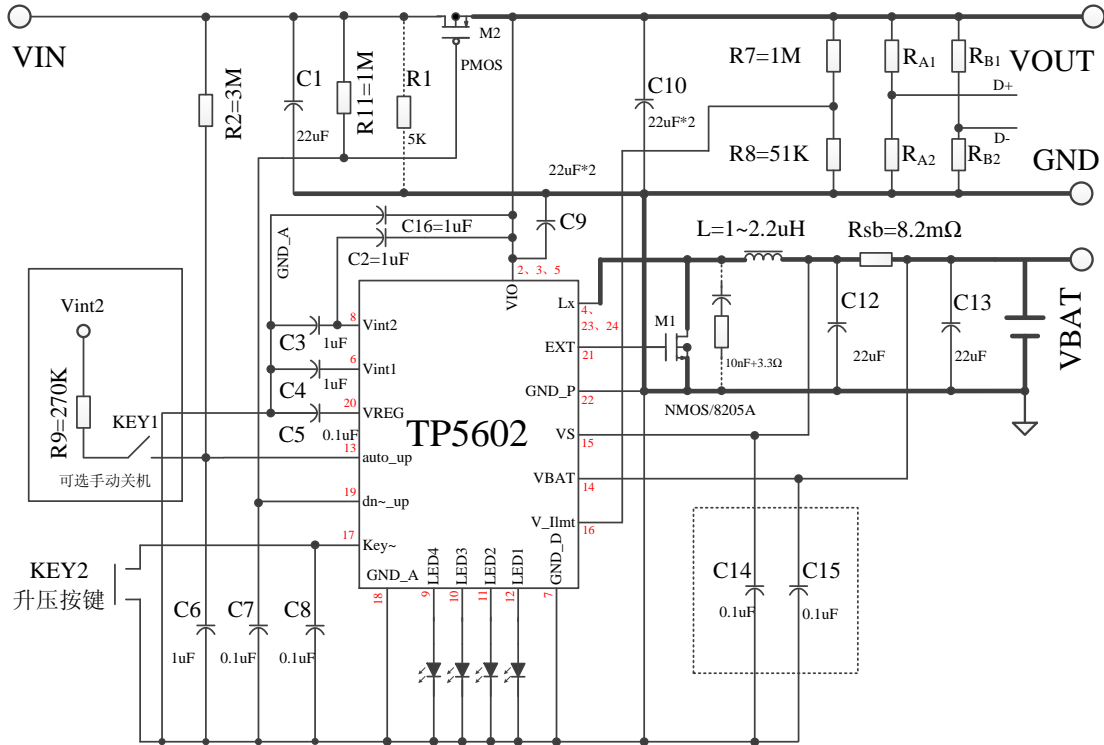 VIN
R2=3M
C1
22uF
R11=1M
R1
5K
M2
PMOS
C10
22uF*2
R7=1M
R8=51K
RA1
RA2
RB1
RB2
D+
D-
VOUT
GND
22uF*2
C9
GND_A
C16=1uF
C2=1uF
2、3、5
VIO
L=1~2.2uH
Rsb=8.2mΩ
Lx
4、
23、24
EXT
21
M1
10nF+3.3Ω
NMOS/8205A
C12
22uF
C13
22uF
VBAT
GND_P
22
VS
15
VBAT
14
V_Ilmt
16
TP5602
8
Vint2
C3
1uF
6
Vint1
C4
1uF
20
VREG
C5
0.1uF
13
auto_up
19
dn~_up
17
Key~
Vint2
R9=270K
KEY1
可选手动关机
KEY2
升压按键
GND_A
18
LED4
9
LED3
10
LED2
11
LED1
12
GND_D
7
C6
1uF
C7
0.1uF
C8
0.1uF
C14
0.1uF
C15
0.1uF